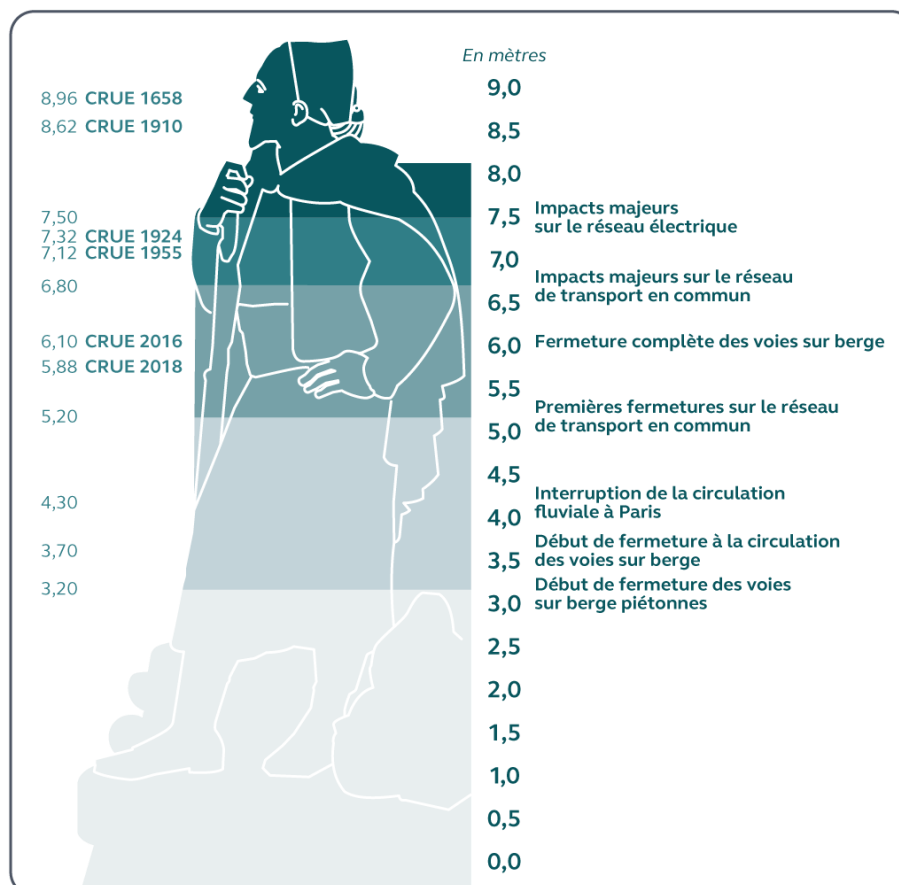 En mètres
8,96 CRUE 1658
8,62 CRUE 1910
7,50
7,32 CRUE 1924
7,12 CRUE 1955
6,80
6,10 CRUE 2016
5,88 CRUE 2018
5,20
4,30
3,70
3,20
9,0
8,5
8,0
7,5
7,0
6,5
6,0
5,5
5,0
4,5
4,0
3,5
3,0
2,5
2,0
1,5
1,0
0,5
0,0
Impacts majeurs
sur le réseau électrique
Impacts majeurs sur le réseau
de transport en commun
Fermeture complète des voies sur berge
Premières fermetures sur le réseau
de transport en commun
Interruption de la circulation
fluviale à Paris
Début de fermeture à la circulation
des voies sur berge
Début de fermeture des voies
sur berge piétonnes